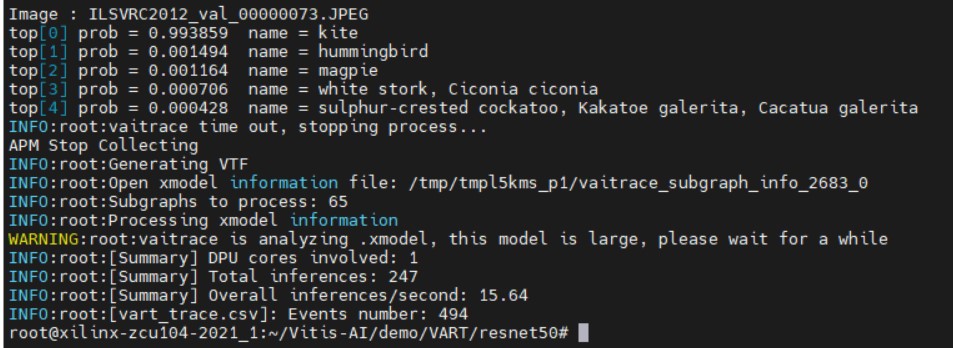 Image : ILSVRC2012_val_00000073.JPEG
top[0] prob = 0.993859  name = kite
top[1] prob = 0.001494  name = hummingbird
top[2] prob = 0.001164  name = magpie
top[3] prob = 0.000706  name = white stork, Ciconia ciconia
top[4] prob = 0.000428  name = sulphur-crested cockatoo, Kakatoe galerita, Cacatua galerita
INFO:root:vaitrace time out, stopping process...
APM Stop Collecting
INFO:root:Generating VTF
INFO:root:Open xmodel information file: /tmp/tmpl5kms_p1/vaitrace_subgraph_info_2683_0
INFO:root:Subgraphs to process: 65
INFO:root:Processing xmodel information
WARNING:root:vaitrace is analyzing .xmodel, this model is large, please wait for a while
INFO:root:[Summary] DPU cores involved: 1
INFO:root:[Summary] Total inferences: 247
INFO:root:[Summary] Overall inferences/second: 15.64
INFO:root:[vart_trace.csv]: Events number: 494
root@xilinx-zcu104-2021_1:~/Vitis-AI/demo/VART/resnet50#